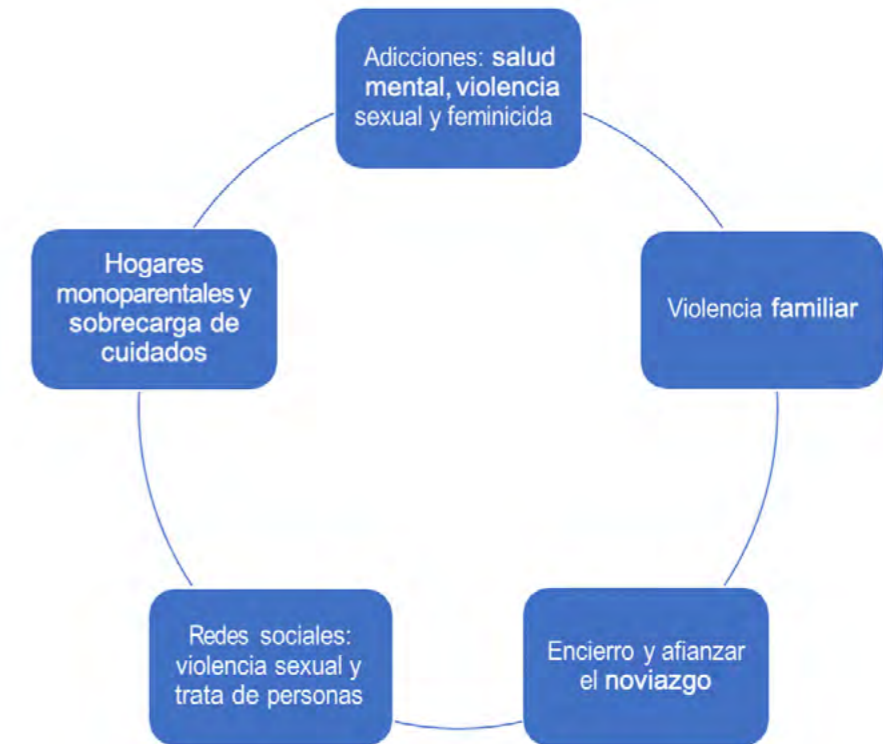 Adicciones: salud
mental, violencia
sexual y feminicida
Violencia familiar
Encierro y afianzar
el noviazgo
Redes sociales:
violencia sexual y
trata de personas
Hogares
monoparentales y
sobrecarga de
cuidados